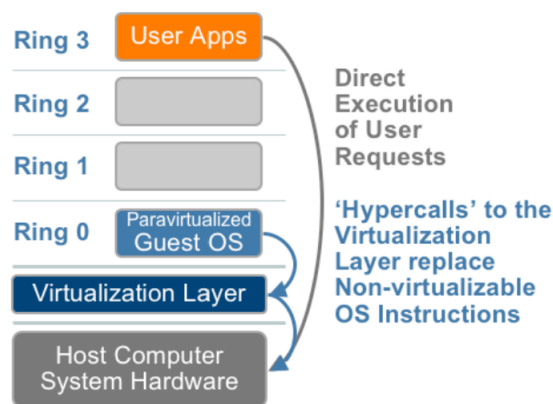 Ring 3
User Apps
Ring 2
Ring 1
Ring 0
Paravirtualized
Guest OS
Virtualization Layer
Host Computer
System Hardware
Direct
Execution
of User
Requests
‘Hypercalls’ to the
Virtualization
Layer replace
Non-virtualizable
OS Instructions